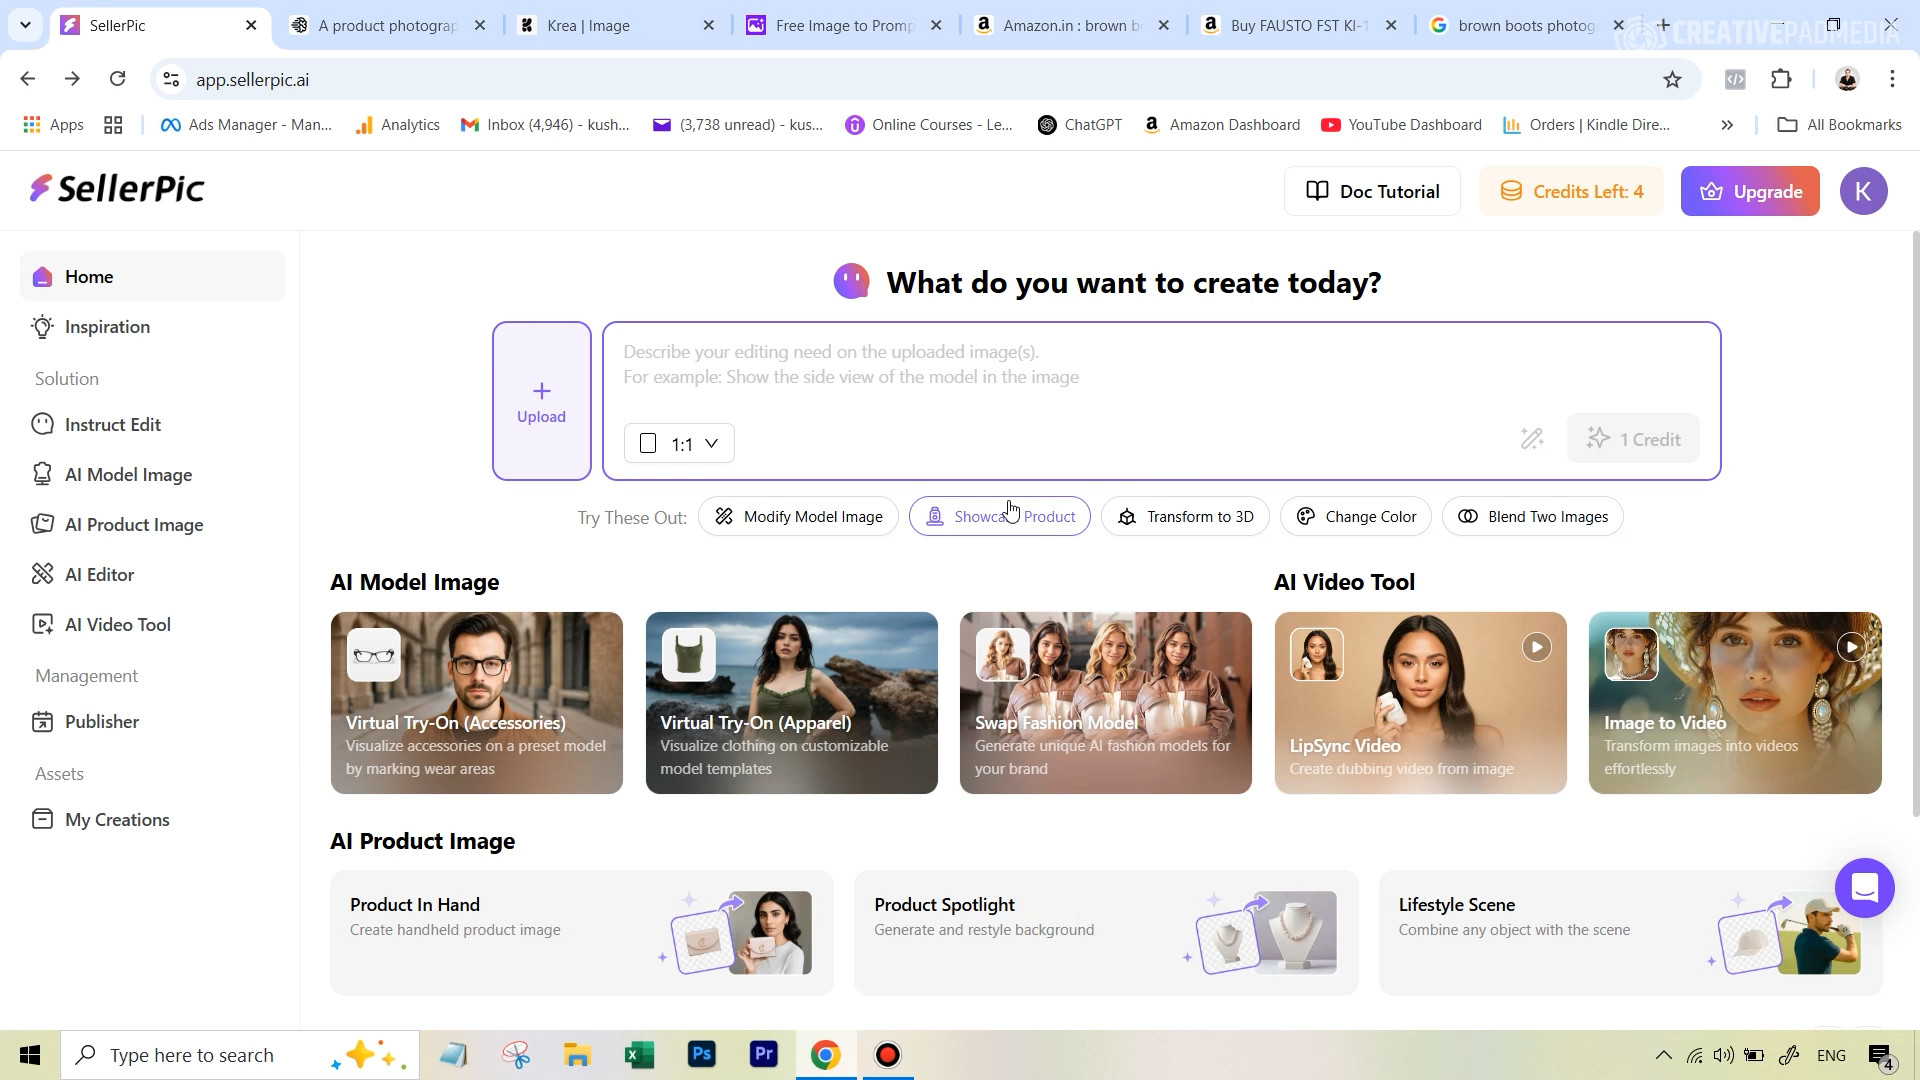 SellerPic
A product photograp
Krea | Image
Free Image to Promp
Amazon.in : brown b
Buy FAUSTO FST KI-1
brown boots photog
CREATIVEPADMEDIA
app.sellerpic.ai
Apps
Ads Manager - Man...
Analytics
Inbox (4,946) - kush...
(3,738 unread) - kus...
Online Courses - Le...
ChatGPT
Amazon Dashboard
YouTube Dashboard
Orders | Kindle Dire...
All Bookmarks
SellerPic
Doc Tutorial
Credits Left: 4
Upgrade
K
Home
Inspiration
Solution
Instruct Edit
AI Model Image
AI Product Image
AI Editor
AI Video Tool
Management
Publisher
Assets
My Creations
What do you want to create today?
Upload
Describe your editing need on the uploaded image(s).
For example: Show the side view of the model in the image
1:1
1 Credit
Try These Out:
Modify Model Image
Product
Transform to 3D
Change Color
Blend Two Images
AI Model Image
Virtual Try-On (Accessories)
Visualize accessories on a preset model
by marking wear areas
Virtual Try-On (Apparel)
Visualize clothing on customizable
model templates
Swap Fashion Model
Generate unique AI fashion models for
your brand
AI Video Tool
LipSync Video
Create dubbing video from image
Image to Video
Transform images into videos
effortlessly
AI Product Image
Product In Hand
Create handheld product image
Product Spotlight
Generate and restyle background
Lifestyle Scene
Combine any object with the scene
Type here to search
Ps
Pr
ENG
4